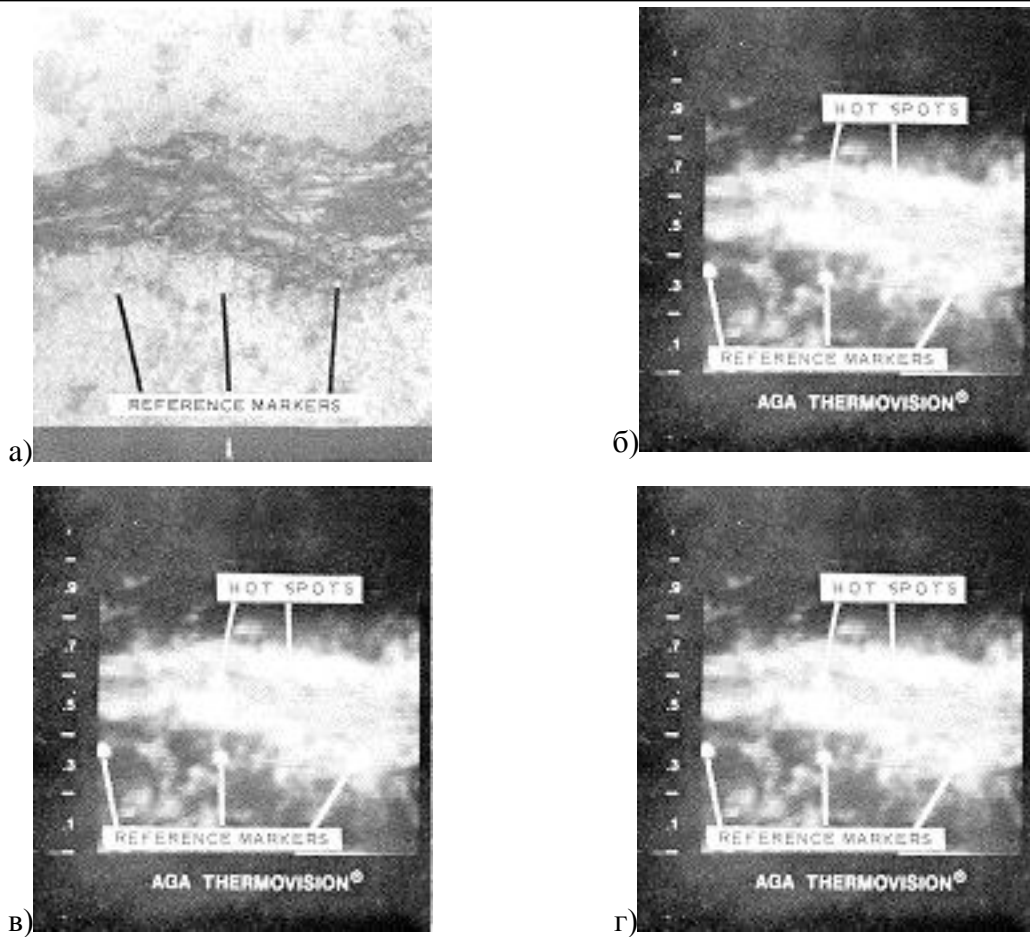 REFERENCE MARKERS
а)
HOT SPOTS
.9
.7
.5
.3
.1
REFERENCE MARKERS
AGA THERMOVISION®
б)
HOT SPOTS
.9
.7
.5
.3
.1
REFERENCE MARKERS
AGA THERMOVISION®
в)
HOT SPOTS
.9
.7
.5
.3
.1
REFERENCE MARKERS
AGA THERMOVISION®
г)